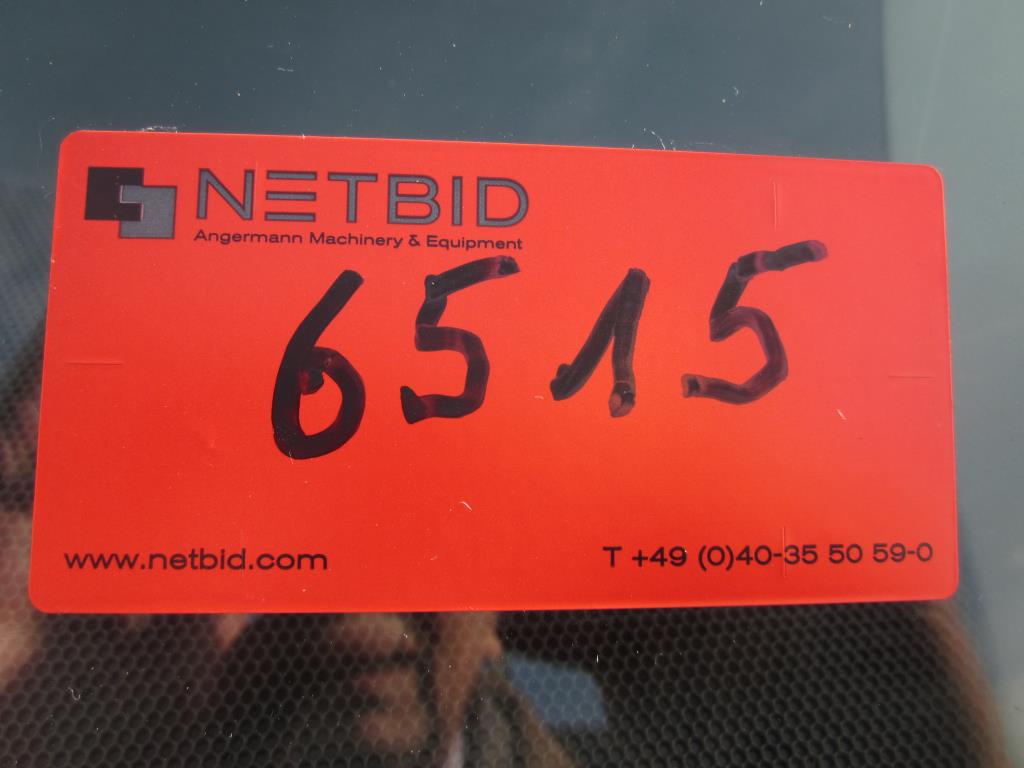 NETBID
Angermann Machinery & Equipment
6515
www.netbid.com
T +49 (0)40-35 50 59-0